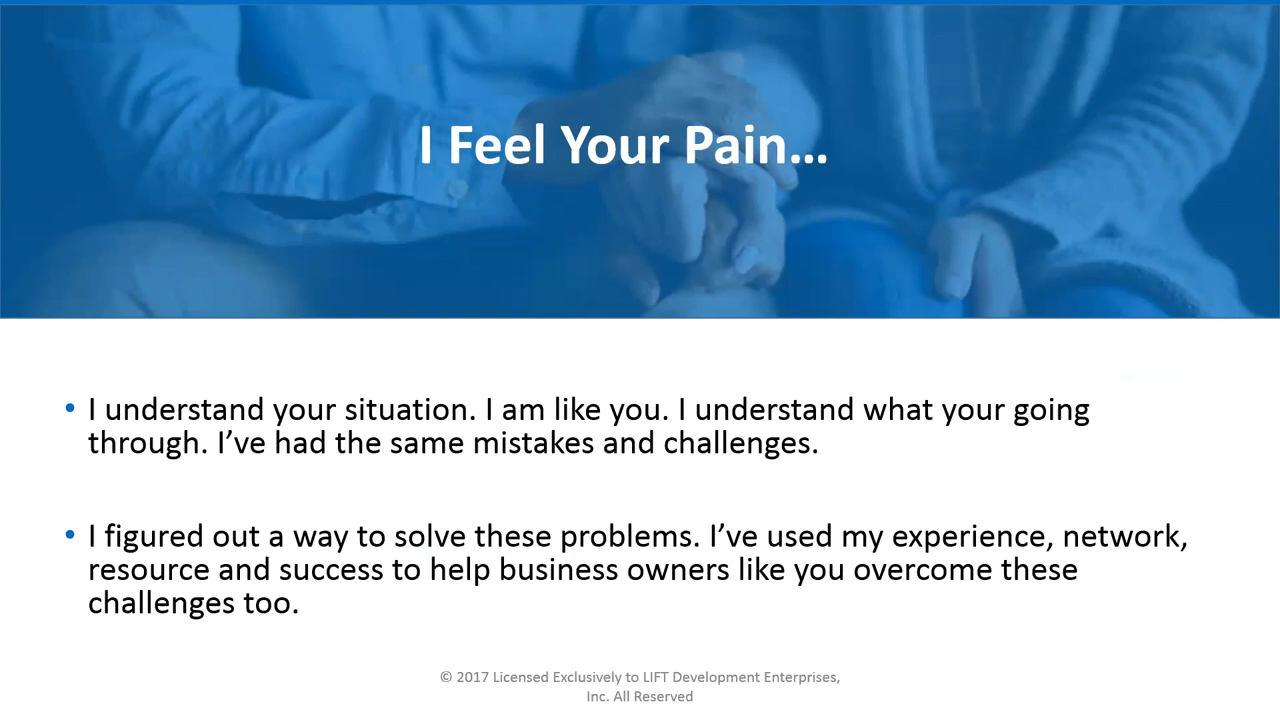 I Feel Your Pain...
• I understand your situation. I am like you. I understand what your going
through. I’ve had the same mistakes and challenges.
• I figured out a way to solve these problems. I’ve used my experience, network,
resource and success to help business owners like you overcome these
challenges too.
© 2017 Licensed Exclusively to LIFT Development Enterprises,
Inc. All Reserved